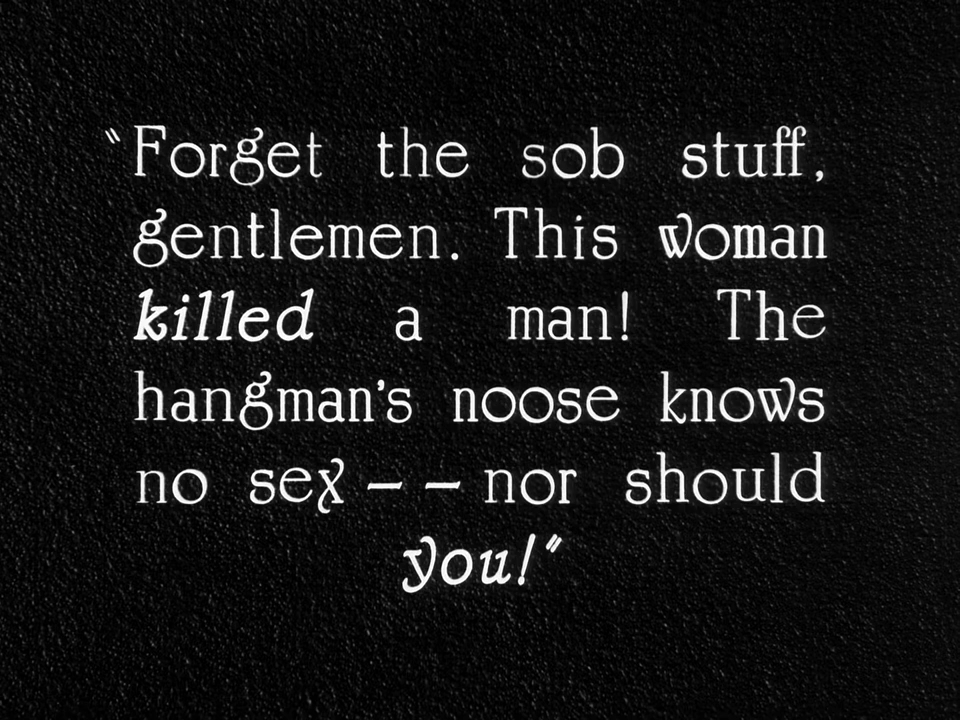 "Forget the sob stuff,
gentlemen. This woman
killed a man! The
hangman's noose knows
no sex -- nor should
you!"